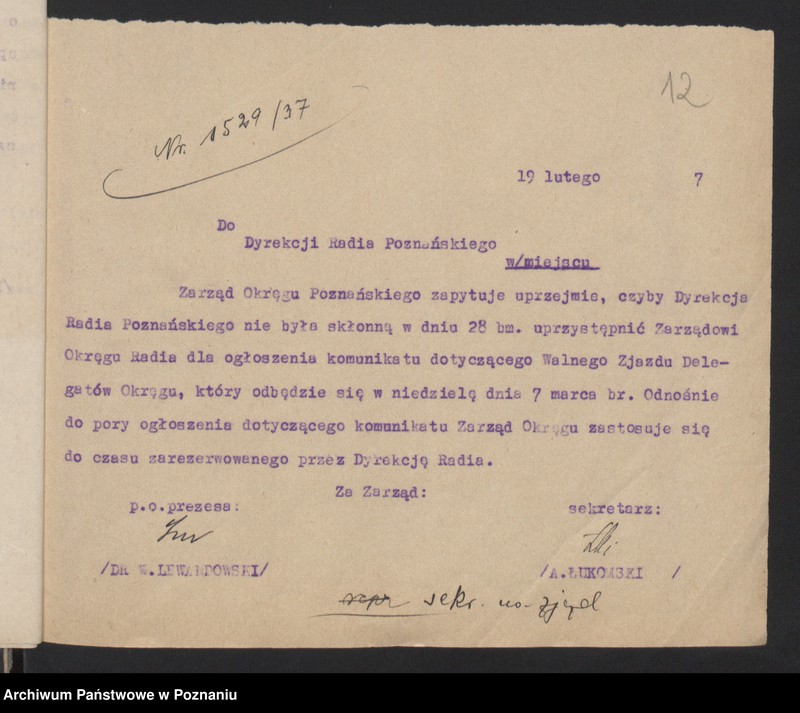 12
Nr. 1529/37
19 lutego 7
Do
Dyrekcji Radia Poznańskiego
w/miejscu
Zarząd Okręgu Poznańskiego zapytuje uprzejmie, czyby Dyrekcja
Radia Poznańskiego nie była skłonną w dniu 28 bm. uprzystępnić Zarządowi
Okręgu Radia dla ogłoszenia komunikatu dotyczącego Walnego Zjazdu Dele-
gatów Okręgu, który odbędzie się w niedzielę dnia 7 marca br. Odnośnie
do pory ogłoszenia dotyczącego komunikatu Zarząd Okręgu zastosuje się
do czasu zarezerwowanego przez Dyrekcję Radia.
Za Zarząd:
p.o.prezesa: sekretarz:
/DR W.LEWANDOWSKI/ /A.ŁUKOMSKI /
sekr. na zjazd
Archiwum Państwowe w Poznaniu